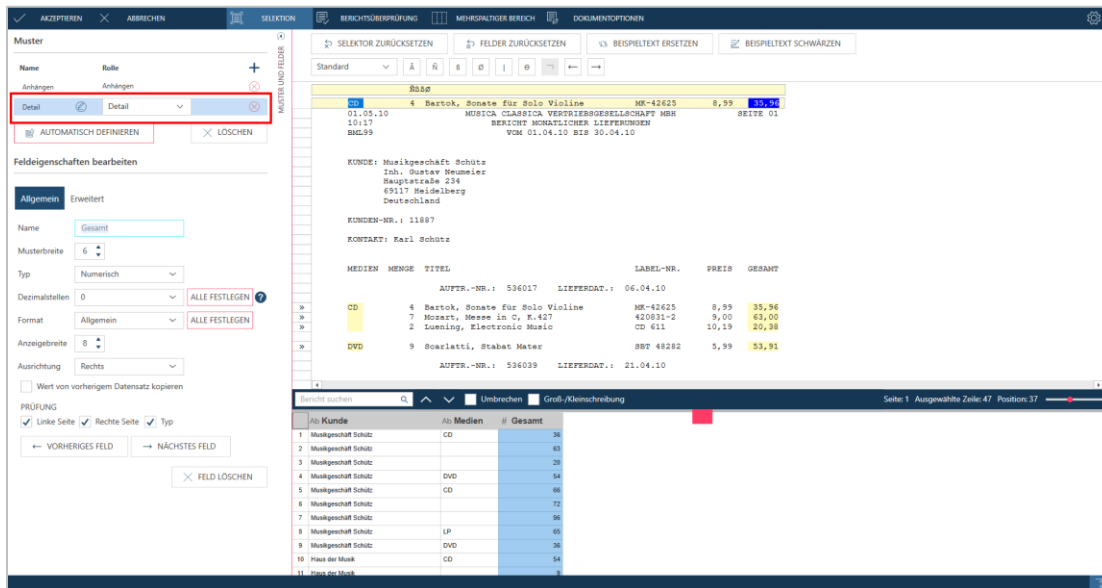 AKZEPTIEREN ABBRECHEN SELEKTION BERICHTSÜBERPRÜFUNG MEHRSPALTIGER BEREICH DOKUMENTOPTIONEN
Muster
Name Rolle
Anhängen Anhängen
Detail Detail
AUTOMATISCH DEFINIEREN LÖSCHEN
Feldeigenschaften bearbeiten
Allgemein Erweitert
Name Gesamt
Musterbreite 6
Typ Numerisch
Dezimalstellen 0 ALLE FESTLEGEN
Format Allgemein ALLE FESTLEGEN
Anzeigebreite 8
Ausrichtung Rechts
Wert von vorherigem Datensatz kopieren
PRÜFUNG
Linke Seite Rechte Seite Typ
← VORHERIGES FELD → NÄCHSTES FELD
FELD LÖSCHEN
MUSTER UND FELDER
SELEKTOR ZURÜCKSETZEN FELDER ZURÜCKSETZEN BEISPIELTEXT ERSETZEN BEISPIELTEXT SCHWÄRZEN
Standard Ã Ñ ß Ø | ⊖ ¬ ← →
CD 4 Bartok, Sonate für Solo Violine MK-42625 8,99 35,96
01.05.10 MUSICA CLASSICA VERTRIEBSGESELLSCHAFT MBH SEITE 01
10:17 BERICHT MONATLICHER LIEFERUNGEN
BML99 VOM 01.04.10 BIS 30.04.10
KUNDE: Musikgeschäft Schütz
Inh. Gustav Neumeier
Hauptstraße 234
69117 Heidelberg
Deutschland
KUNDEN-NR.: 11887
KONTAKT: Karl Schütz
MEDIEN MENGE TITEL LABEL-NR. PREIS GESAMT
AUFTR.-NR.: 536017 LIEFERDAT.: 06.04.10
» CD 4 Bartok, Sonate für Solo Violine MK-42625 8,99 35,96
» 7 Mozart, Messe in C, K.427 420831-2 9,00 63,00
» 2 Luening, Electronic Music CD 611 10,19 20,38
» DVD 9 Scarlatti, Stabat Mater SBT 48282 5,99 53,91
AUFTR.-NR.: 536039 LIEFERDAT.: 21.04.10
Bericht suchen Umbrechen Groß-/Kleinschreibung Seite: 1 Ausgewählte Zeile: 47 Position: 37
Ab Kunde Ab Medien # Gesamt
1 Musikgeschäft Schütz CD 36
2 Musikgeschäft Schütz 63
3 Musikgeschäft Schütz 20
4 Musikgeschäft Schütz DVD 54
5 Musikgeschäft Schütz CD 66
6 Musikgeschäft Schütz 72
7 Musikgeschäft Schütz 96
8 Musikgeschäft Schütz LP 65
9 Musikgeschäft Schütz DVD 36
10 Haus der Musik CD 54
11 Haus der Musik 9